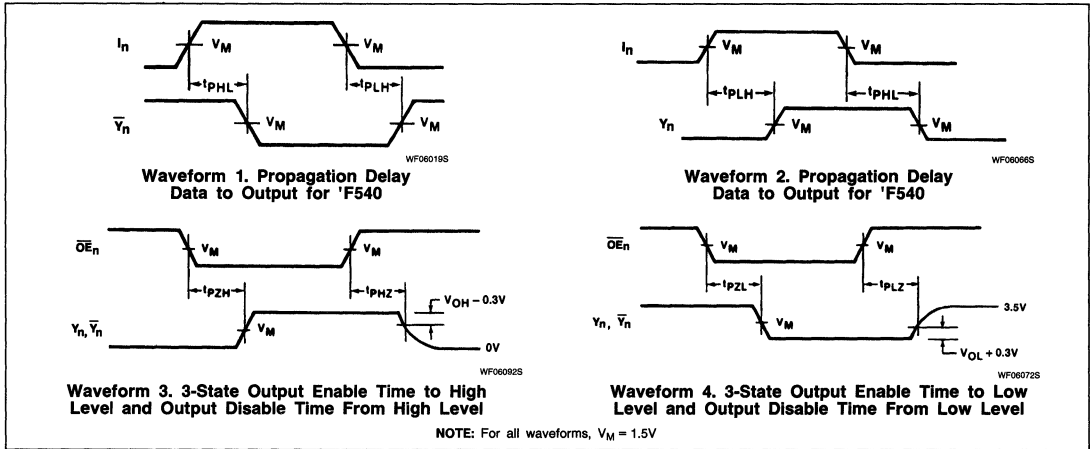 In
VM
VM
tPHL
tPLH
Y̅n
VM
VM
WF06019S
Waveform 1. Propagation Delay
Data to Output for 'F540
In
VM
VM
tPLH
tPHL
Yn
VM
VM
WF06066S
Waveform 2. Propagation Delay
Data to Output for 'F540
O̅E̅n
VM
VM
tPZH
tPHZ
VOH – 0.3V
Yn, Y̅n
VM
0V
WF06092S
Waveform 3. 3-State Output Enable Time to High
Level and Output Disable Time From High Level
O̅E̅n
VM
VM
tPZL
tPLZ
3.5V
Yn, Y̅n
VM
VOL + 0.3V
WF06072S
Waveform 4. 3-State Output Enable Time to Low
Level and Output Disable Time From Low Level
NOTE: For all waveforms, VM = 1.5V